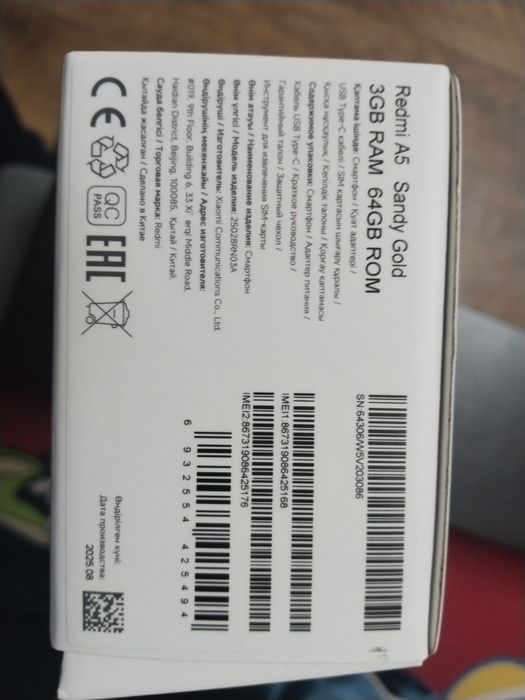 Redmi A5 Sandy Gold
3GB RAM 64GB ROM
Қаптама ішінде: Смартфон / Қуат адаптері /
USB Type-C кабелі / SIM картасын шығару құралы /
Қысқа нұсқаулық / Кепілдік талоны / Қорғау қаптамасы
Содержимое упаковки: Смартфон / Адаптер питания /
Кабель USB Type-C / Краткое руководство /
Гарантийный талон / Защитный чехол /
Инструмент для извлечения SIM-карты
Өнім атауы / Наименование изделия: Смартфон
Өнім үлгісі / Модель изделия: 25028RN03A
Өндіруші / Изготовитель: Xiaomi Communications Co., Ltd.
Өндірушінің мекенжайы / Адрес изготовителя:
#019, 9th Floor, Building 6, 33 Xi'erqi Middle Road,
Haidian District, Beijing, 100085, Қытай / Китай.
Сауда белгісі / Торговая марка: Redmi
Қытайда жасалған / Сделано в Китае
CE
QC
PASS
EAC
SN:64306/W5V203086
IMEI1:867319086425168
IMEI2:867319086425176
6 932554 425494
Өндірілген күні:
Дата производства:
2025.08